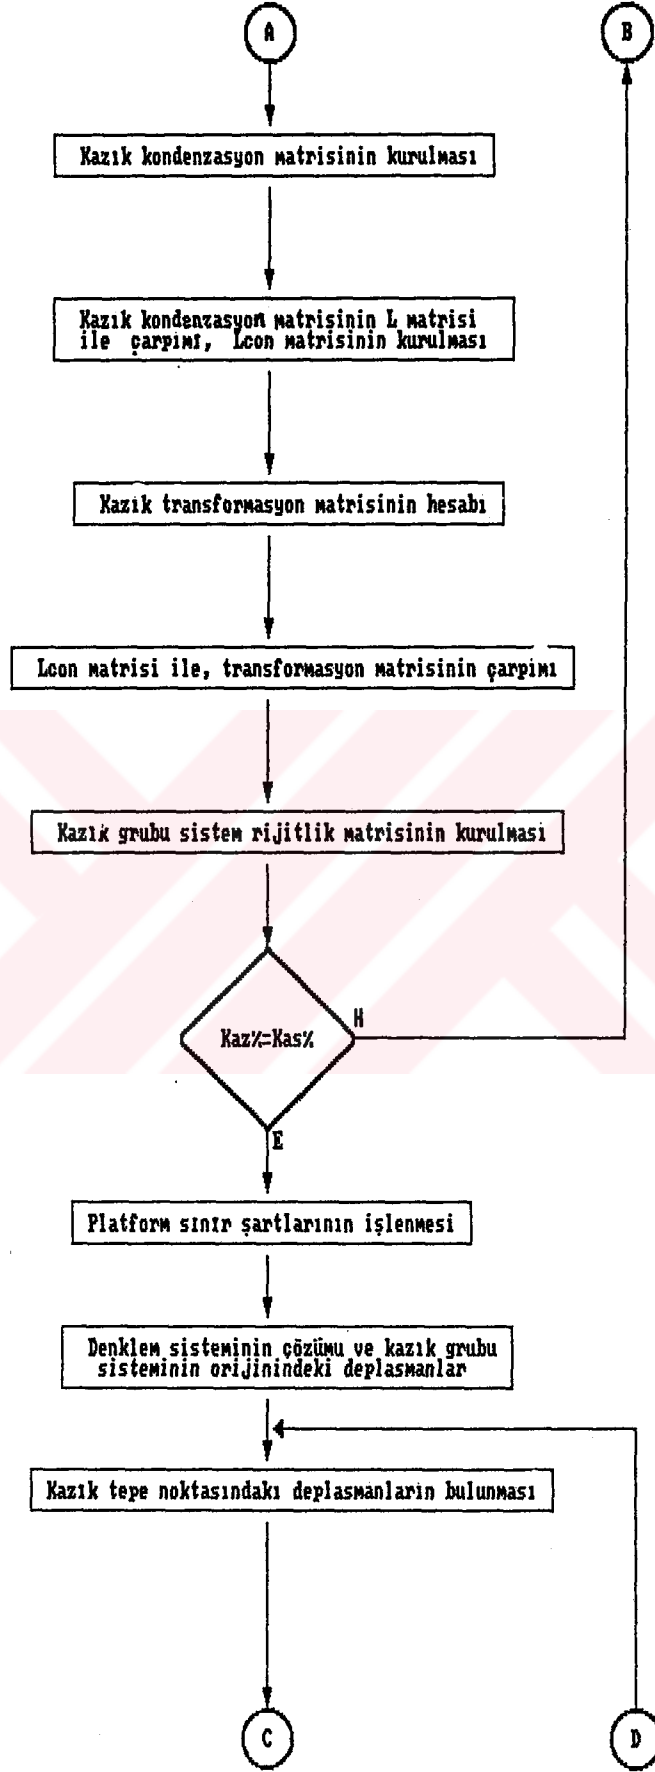 A
B
Kazık kondenzasyon matrisinin kurulması
Kazık kondenzasyon matrisinin L matrisi
ile çarpımı, Lcon matrisinin kurulması
Kazık transformasyon matrisinin hesabı
Lcon matrisi ile, transformasyon matrisinin çarpımı
Kazık grubu sistem rijitlik matrisinin kurulması
Kaz%=Kas%
H
E
Platform sınır şartlarının işlenmesi
Denklem sisteminin çözümu ve kazık grubu
sisteminin orijinindeki deplasmanlar
Kazık tepe noktasındakı deplasmanların bulunması
C
D